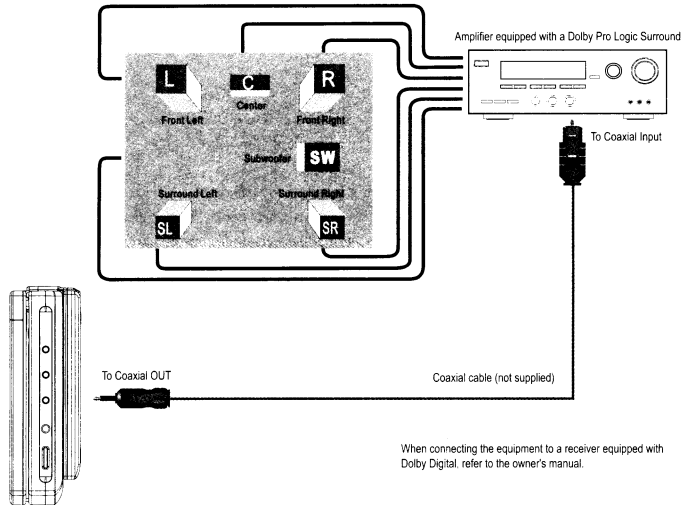 Amplifier equipped with a Dolby Pro Logic Surround
L
C
R
Center
Front Left
Front Right
To Coaxial Input
Subwoofer
SW
Surround Left
Surround Right
SL
SR
To Coaxial OUT
Coaxial cable (not supplied)
When connecting the equipment to a receiver equipped with
Dolby Digital, refer to the owner's manual.